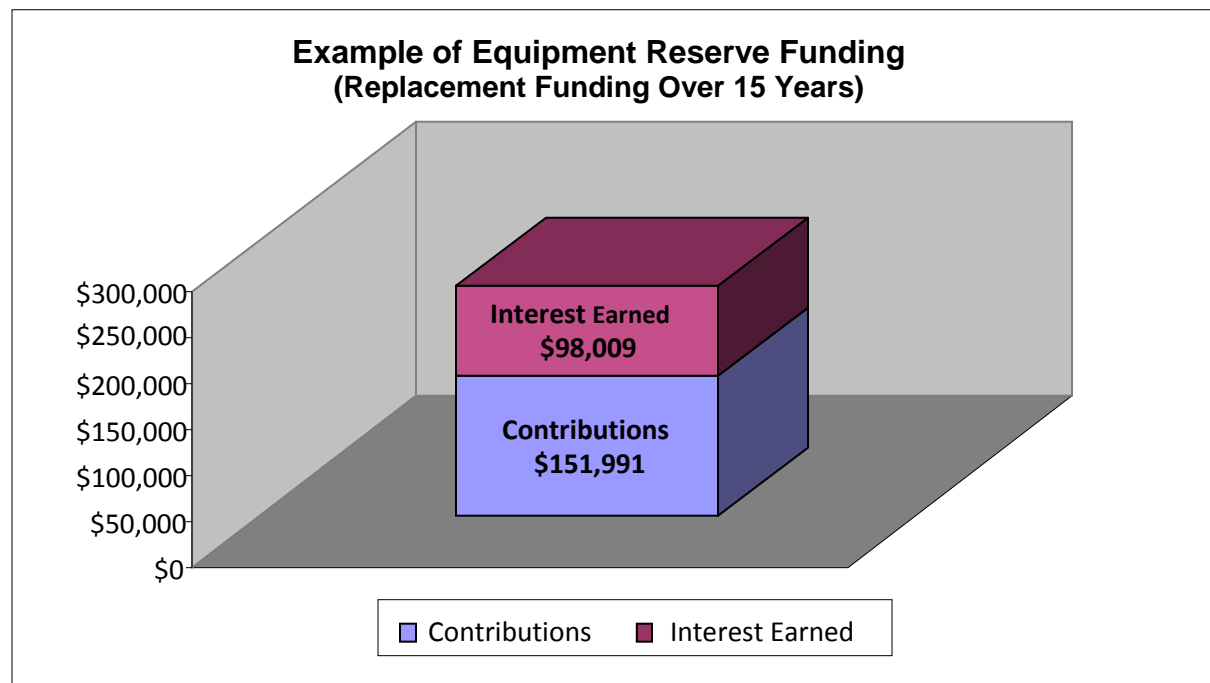 Example of Equipment Reserve Funding
(Replacement Funding Over 15 Years)
$300,000
$250,000
$200,000
$150,000
$100,000
$50,000
$0
Interest Earned
$98,009
Contributions
$151,991
Contributions
Interest Earned